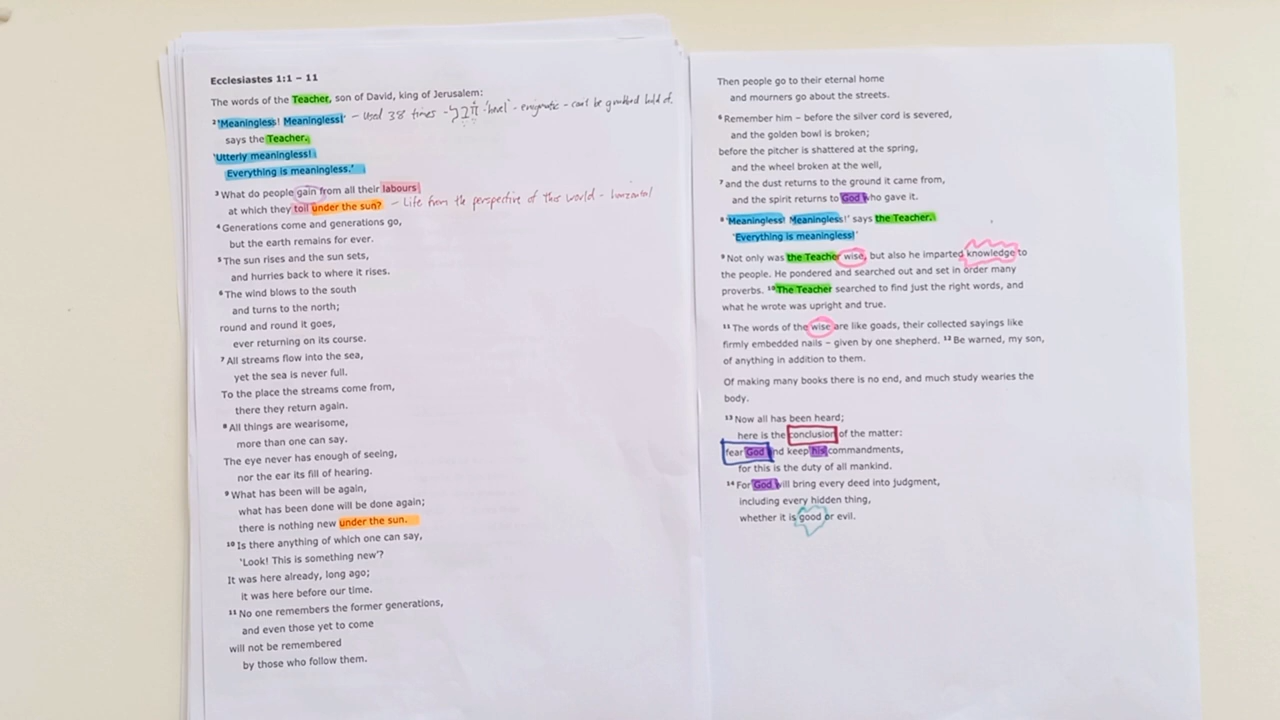 Ecclesiastes 1:1 – 11
The words of the Teacher, son of David, king of Jerusalem:
2 'Meaningless! Meaningless!' – Used 38 times - הבל 'hevel' - enigmatic - can't be grabbed hold of.
says the Teacher.
'Utterly meaningless!
Everything is meaningless.'
3 What do people gain from all their labours
at which they toil under the sun? – Life from the perspective of this world - horizontal
4 Generations come and generations go,
but the earth remains for ever.
5 The sun rises and the sun sets,
and hurries back to where it rises.
6 The wind blows to the south
and turns to the north;
round and round it goes,
ever returning on its course.
7 All streams flow into the sea,
yet the sea is never full.
To the place the streams come from,
there they return again.
8 All things are wearisome,
more than one can say.
The eye never has enough of seeing,
nor the ear its fill of hearing.
9 What has been will be again,
what has been done will be done again;
there is nothing new under the sun.
10 Is there anything of which one can say,
'Look! This is something new'?
It was here already, long ago;
it was here before our time.
11 No one remembers the former generations,
and even those yet to come
will not be remembered
by those who follow them.
Then people go to their eternal home
and mourners go about the streets.
6 Remember him – before the silver cord is severed,
and the golden bowl is broken;
before the pitcher is shattered at the spring,
and the wheel broken at the well,
7 and the dust returns to the ground it came from,
and the spirit returns to God who gave it.
8 'Meaningless! Meaningless!' says the Teacher.
'Everything is meaningless!'
9 Not only was the Teacher wise, but also he imparted knowledge to
the people. He pondered and searched out and set in order many
proverbs. 10 The Teacher searched to find just the right words, and
what he wrote was upright and true.
11 The words of the wise are like goads, their collected sayings like
firmly embedded nails – given by one shepherd. 12 Be warned, my son,
of anything in addition to them.
Of making many books there is no end, and much study wearies the
body.
13 Now all has been heard;
here is the conclusion of the matter:
fear God and keep his commandments,
for this is the duty of all mankind.
14 For God will bring every deed into judgment,
including every hidden thing,
whether it is good or evil.